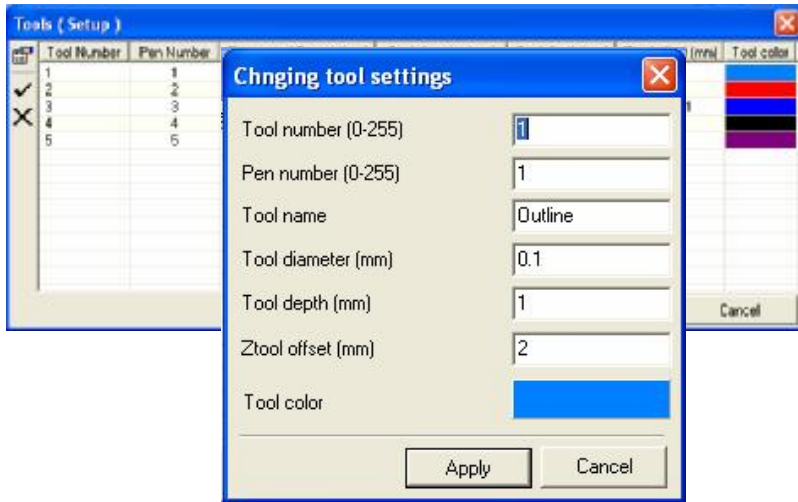 Tools ( Setup )
Tool Number Pen Number (mm) Tool color
1 1
2 2
3 3 1
4 4
5 5
Cancel
Chnging tool settings
Tool number (0-255) 1
Pen number (0-255) 1
Tool name Outline
Tool diameter (mm) 0.1
Tool depth (mm) 1
Ztool offset (mm) 2
Tool color
Apply Cancel